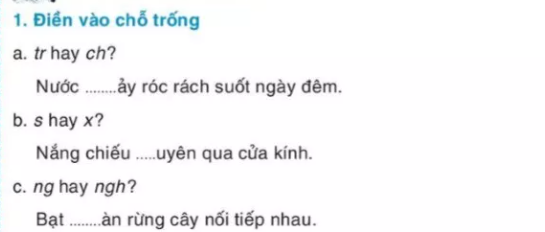 1. Điền vào chỗ trống
a. tr hay ch?
Nước ........ảy róc rách suốt ngày đêm.
b. s hay x?
Nắng chiếu .....uyên qua cửa kính.
c. ng hay ngh?
Bạt ........àn rừng cây nối tiếp nhau.